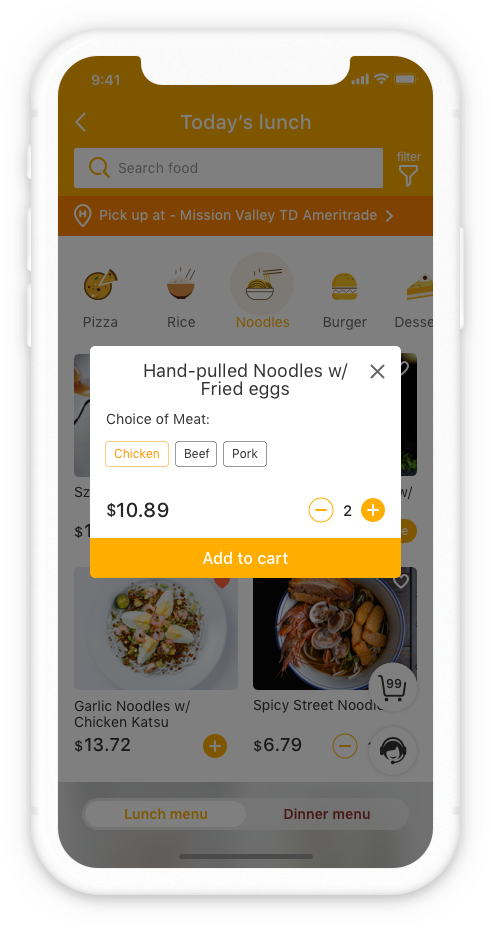 9:41
Today's lunch
Search food
filter
Pick up at - Mission Valley TD Ameritrade
Pizza
Rice
Noodles
Burger
Desse
Hand-pulled Noodles w/
Fried eggs
Choice of Meat:
Chicken
Beef
Pork
Sz
w/
$10.89
2
$1
e
Add to cart
99
Garlic Noodles w/
Chicken Katsu
Spicy Street Noodl
$13.72
$6.79
Lunch menu
Dinner menu